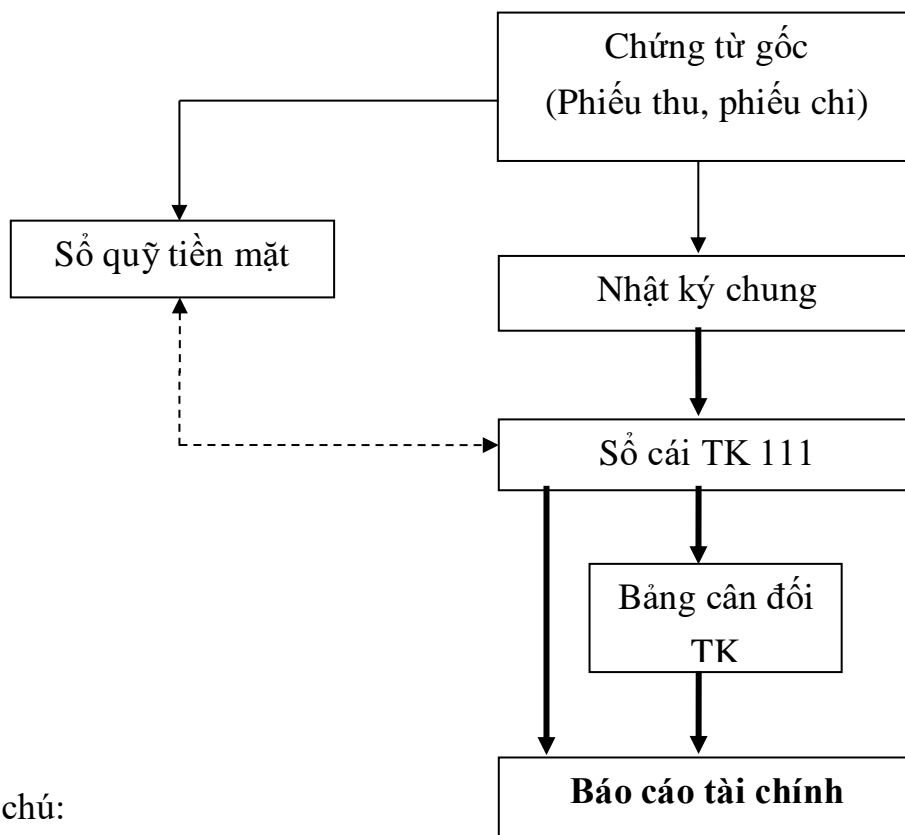 Chứng từ gốc
(Phiếu thu, phiếu chi)
Sổ quỹ tiền mặt
Nhật ký chung
Sổ cái TK 111
Bảng cân đối
TK
Báo cáo tài chính
chú: